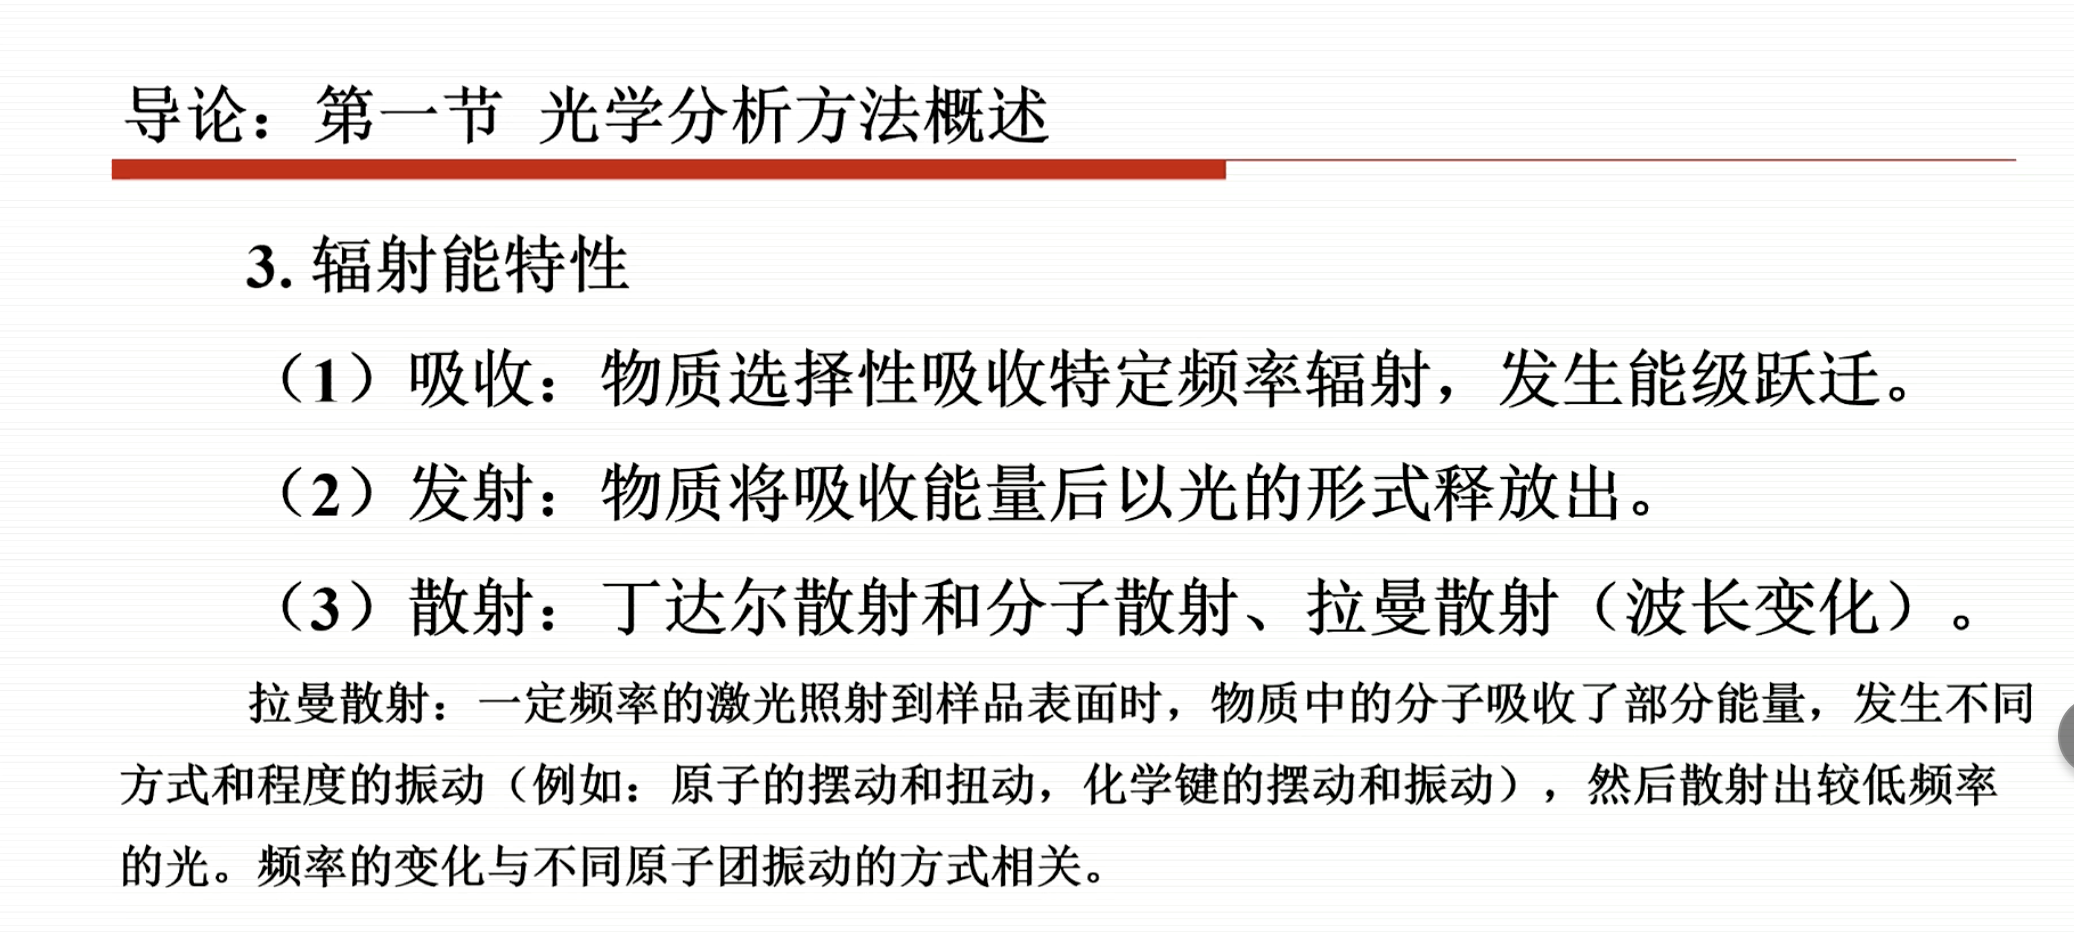 导论：第一节 光学分析方法概述
3. 辐射能特性
（1）吸收：物质选择性吸收特定频率辐射，发生能级跃迁。
（2）发射：物质将吸收能量后以光的形式释放出。
（3）散射：丁达尔散射和分子散射、拉曼散射（波长变化）。
拉曼散射：一定频率的激光照射到样品表面时，物质中的分子吸收了部分能量，发生不同
方式和程度的振动（例如：原子的摆动和扭动，化学键的摆动和振动），然后散射出较低频率
的光。频率的变化与不同原子团振动的方式相关。